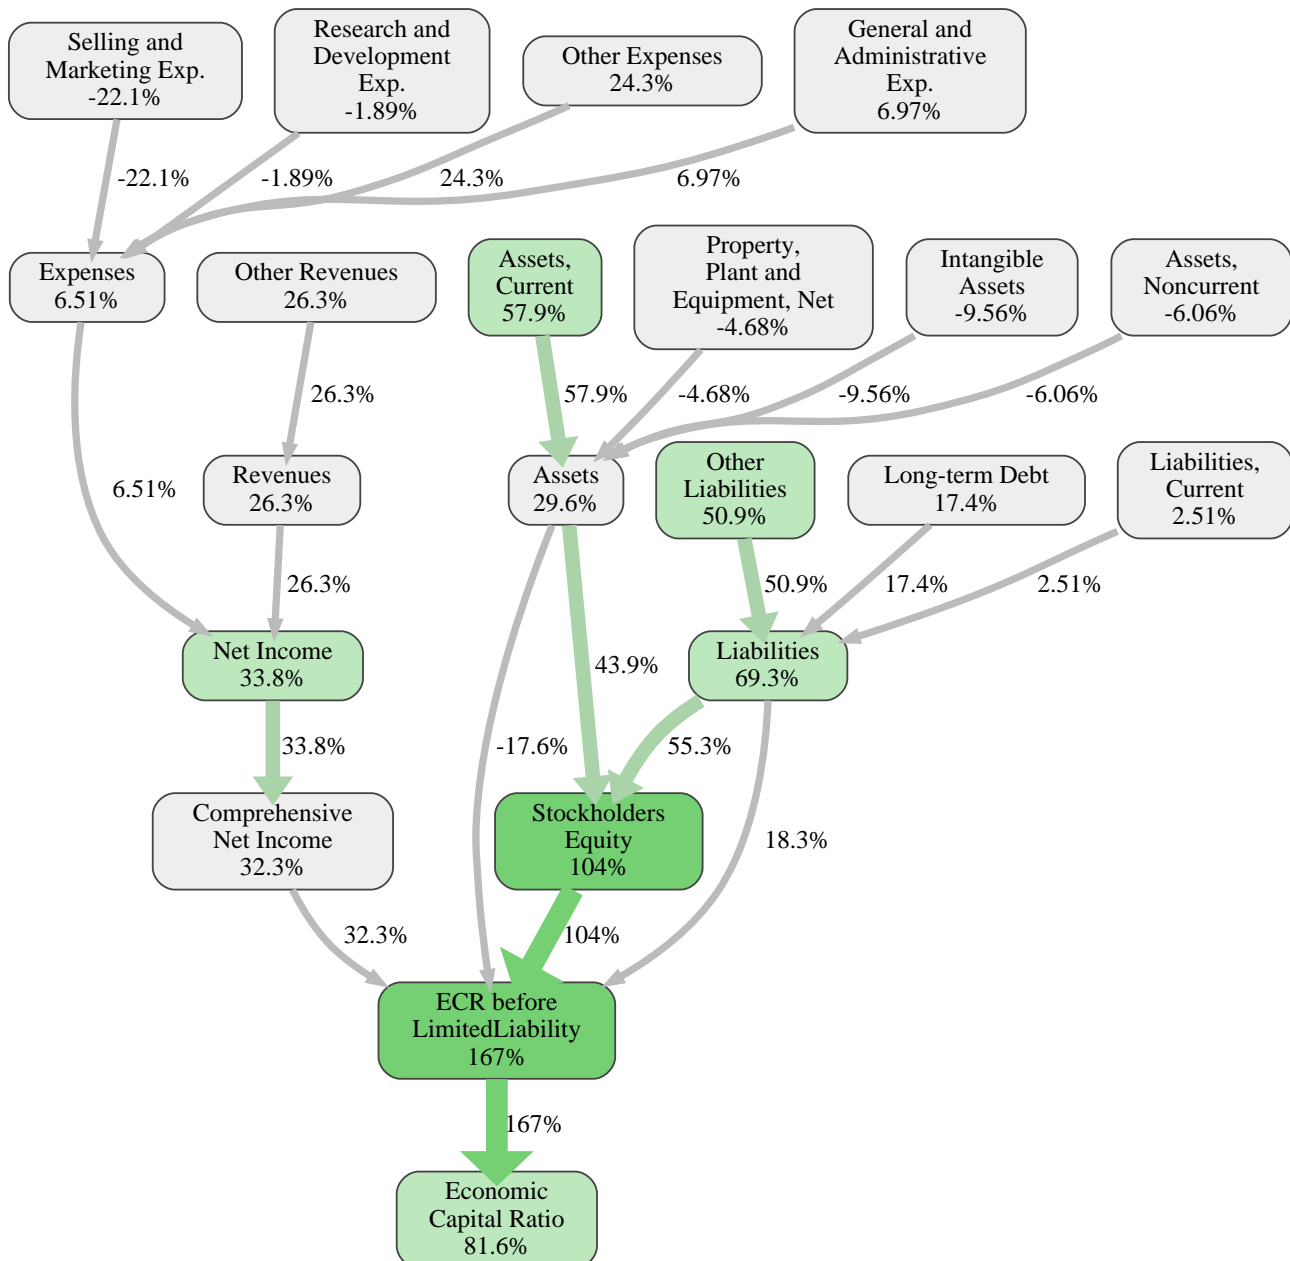 Selling and
Marketing Exp.
-22.1%
Research and
Development
Exp.
-1.89%
Other Expenses
24.3%
General and
Administrative
Exp.
6.97%
-22.1%
-1.89%
24.3%
6.97%
Expenses
6.51%
Other Revenues
26.3%
Assets,
Current
57.9%
Property,
Plant and
Equipment, Net
-4.68%
Intangible
Assets
-9.56%
Assets,
Noncurrent
-6.06%
26.3%
57.9%
-4.68%
-9.56%
-6.06%
6.51%
Revenues
26.3%
Assets
29.6%
Other
Liabilities
50.9%
Long-term Debt
17.4%
Liabilities,
Current
2.51%
26.3%
50.9%
17.4%
2.51%
Net Income
33.8%
43.9%
Liabilities
69.3%
33.8%
-17.6%
55.3%
Comprehensive
Net Income
32.3%
Stockholders
Equity
104%
18.3%
32.3%
104%
ECR before
LimitedLiability
167%
167%
Economic
Capital Ratio
81.6%